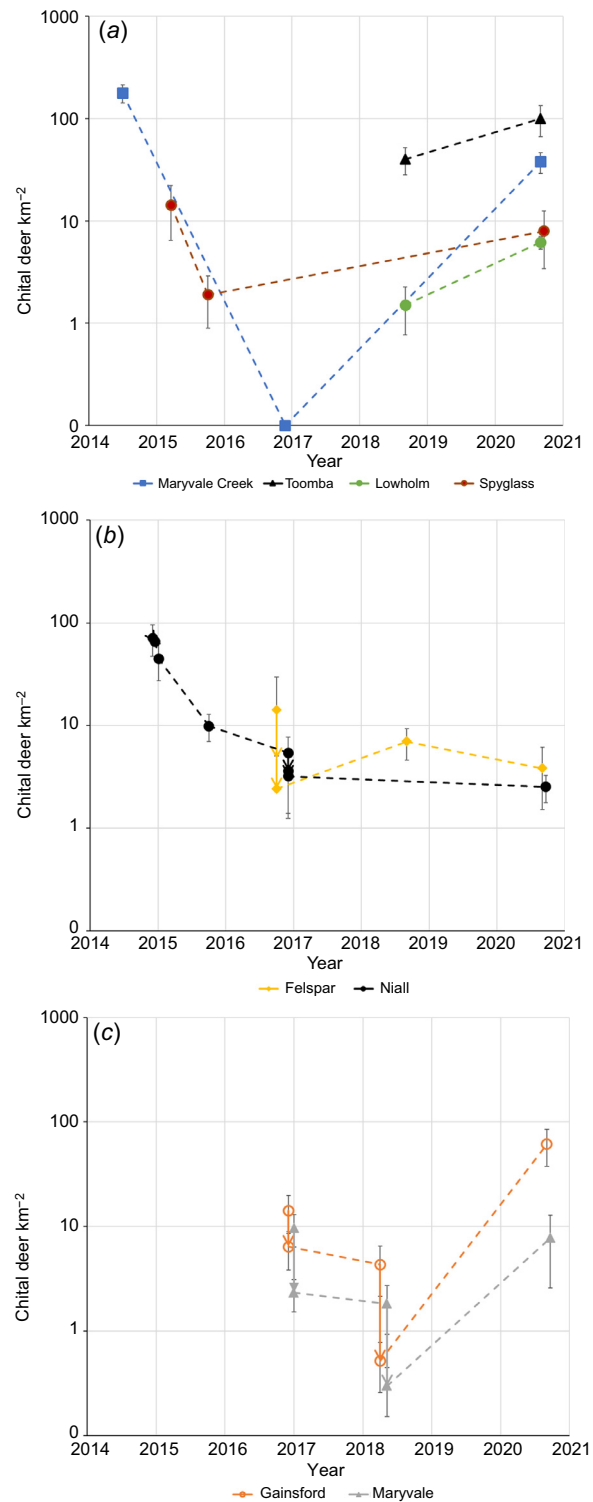 (a)
1000
100
10
1
0
Chital deer km−2
2014 2015 2016 2017 2018 2019 2020 2021
Year
Maryvale Creek Toomba Lowholm Spyglass
(b)
1000
100
10
1
0
Chital deer km−2
2014 2015 2016 2017 2018 2019 2020 2021
Year
Felspar Niall
(c)
1000
100
10
1
0
Chital deer km−2
2014 2015 2016 2017 2018 2019 2020 2021
Year
Gainsford Maryvale